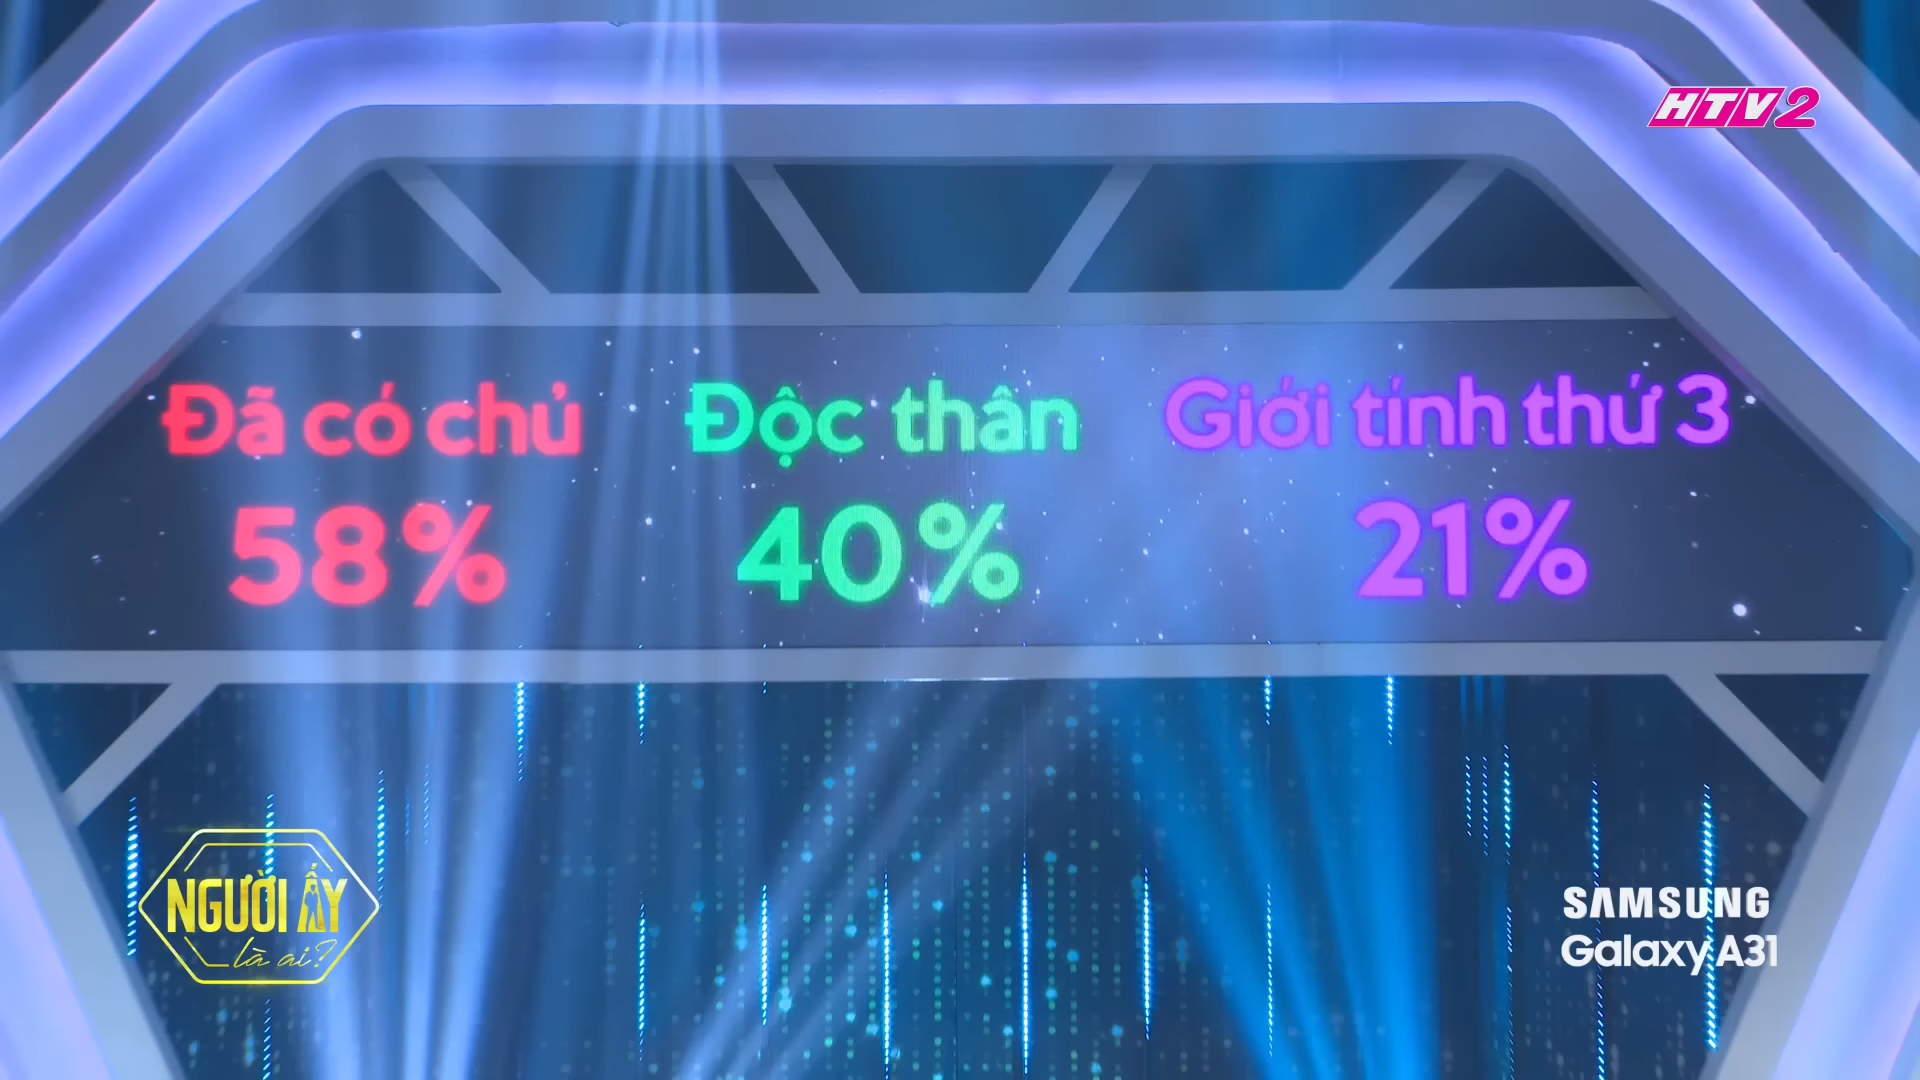 HTV2
Đã có chủ Độc thân Giới tính thứ 3
58% 40% 21%
NGƯỜI ẤY
là ai?
SAMSUNG
Galaxy A31